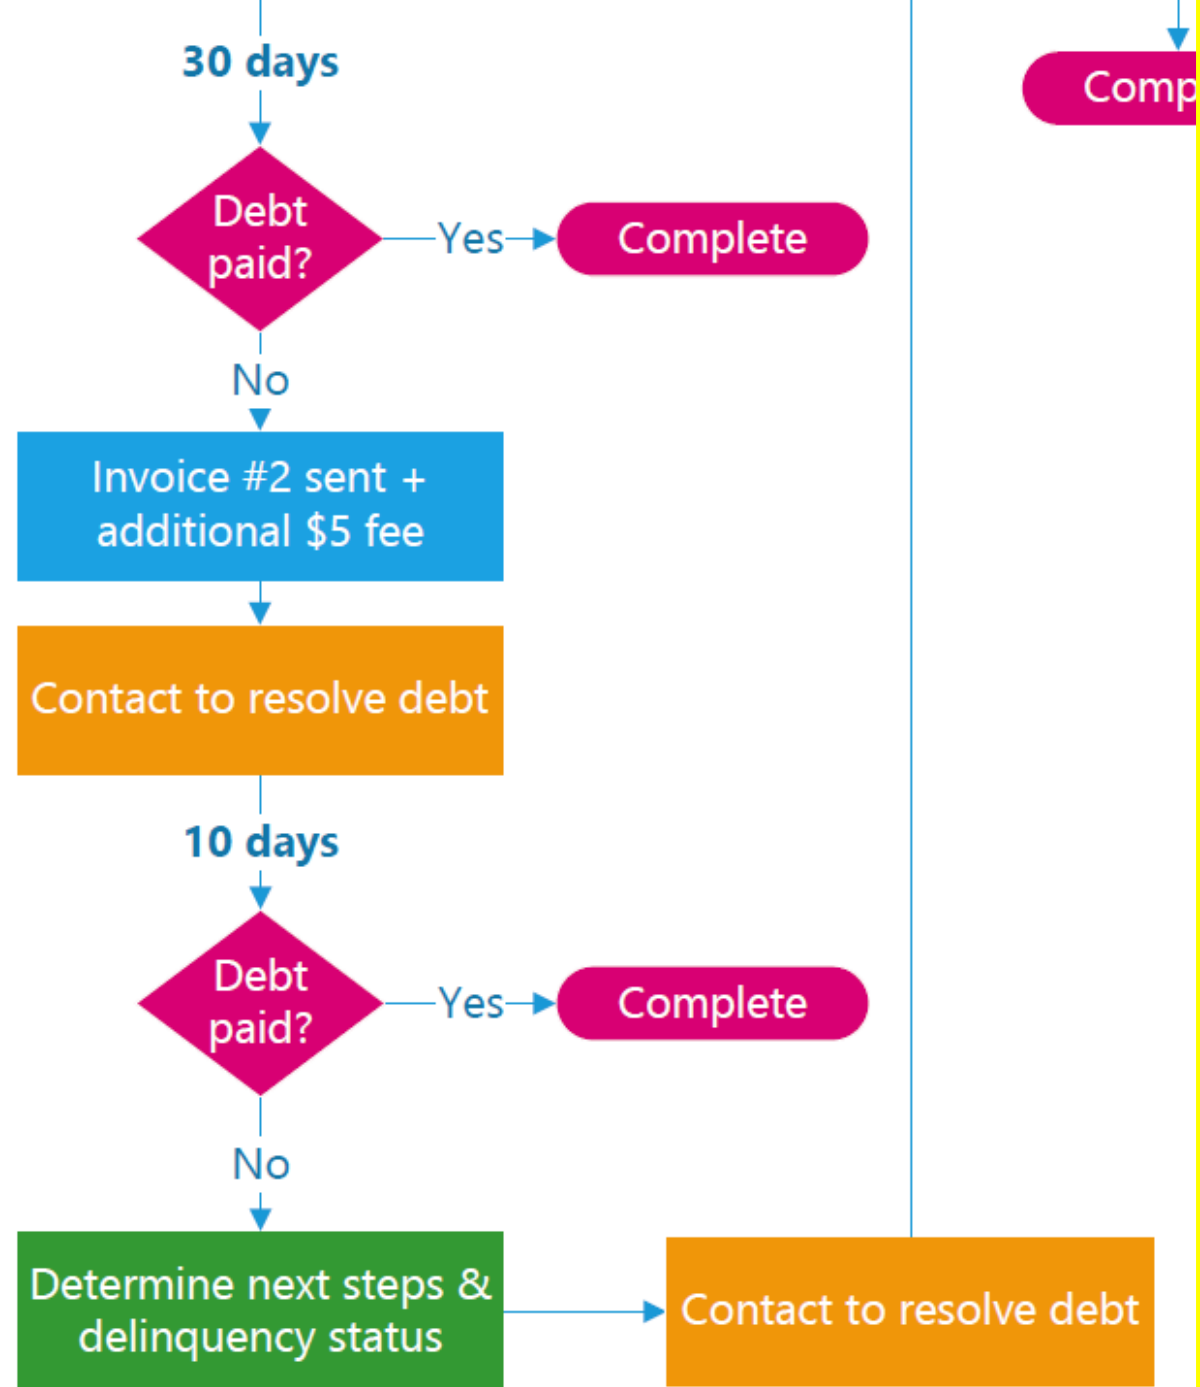 30 days
Comp
Debt
paid?
Yes
Complete
No
Invoice #2 sent +
additional $5 fee
Contact to resolve debt
10 days
Debt
paid?
Yes
Complete
No
Determine next steps &
delinquency status
Contact to resolve debt